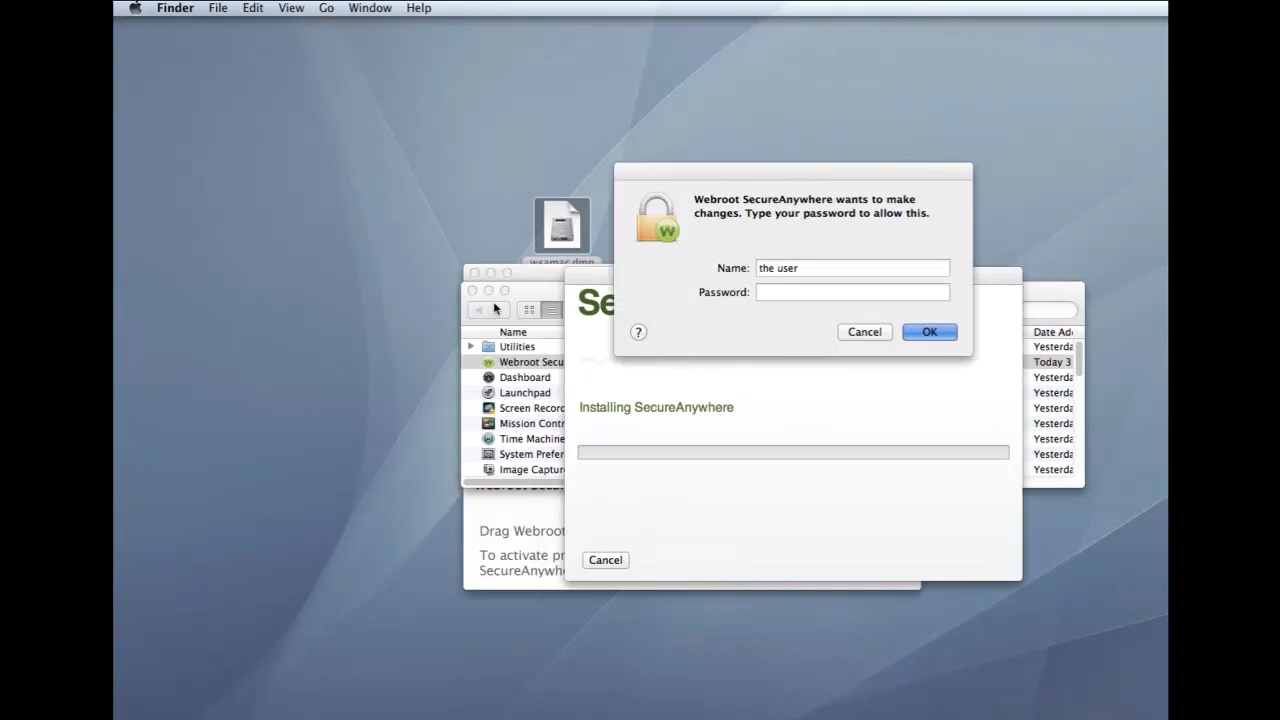 Finder File Edit View Go Window Help
Webroot SecureAnywhere wants to make
changes. Type your password to allow this.
Name: the user
Password:
? Cancel OK
wsamac.dmg
Se
Name Date Ad
Utilities Yesterda
Webroot Secu Today 3
Dashboard Yesterda
Launchpad Yesterda
Screen Record Yesterda
Mission Contr Yesterda
Time Machine Yesterda
System Prefer Yesterda
Image Capture Yesterda
Installing SecureAnywhere
Drag Webroot
To activate pr
SecureAnywhe
Cancel